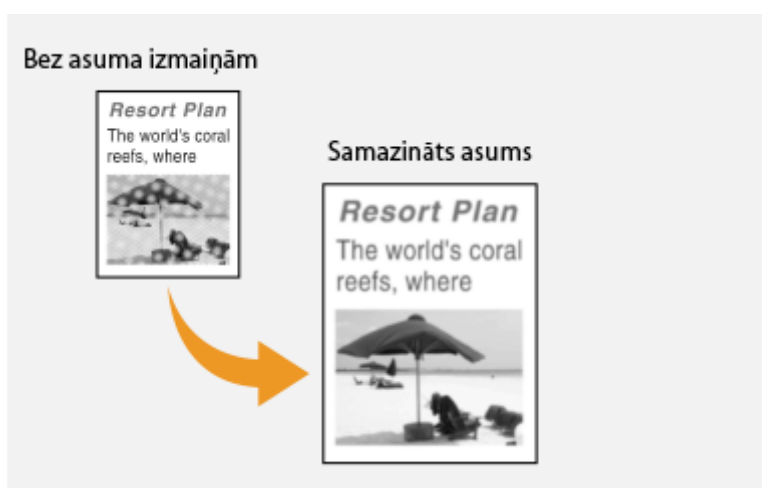 Bez asuma izmaiņām
Resort Plan
The world's coral
reefs, where
Samazināts asums
Resort Plan
The world's coral
reefs, where